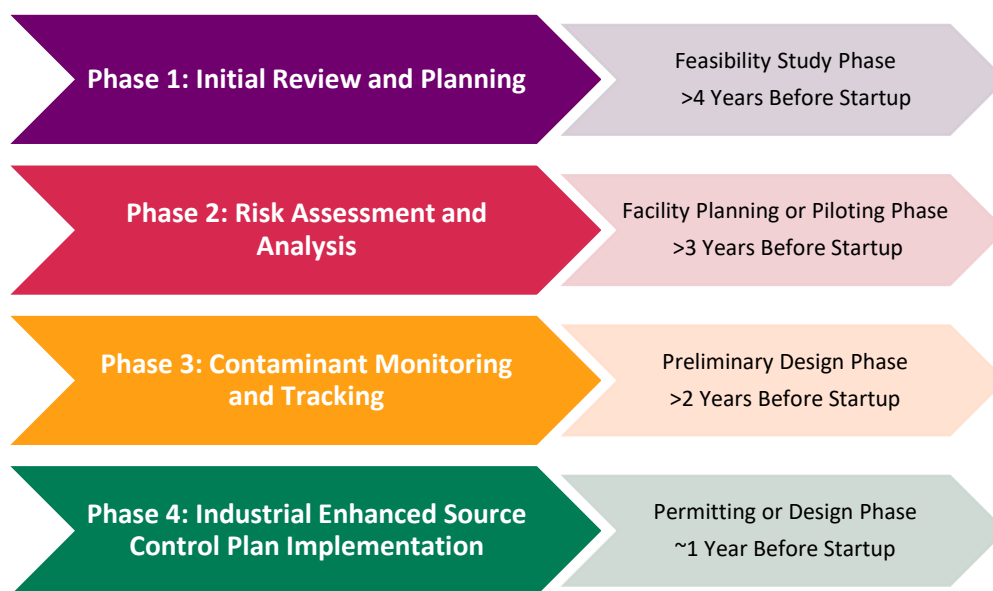 Phase 1: Initial Review and Planning
Feasibility Study Phase
>4 Years Before Startup
Phase 2: Risk Assessment and
Analysis
Facility Planning or Piloting Phase
>3 Years Before Startup
Phase 3: Contaminant Monitoring
and Tracking
Preliminary Design Phase
>2 Years Before Startup
Phase 4: Industrial Enhanced Source
Control Plan Implementation
Permitting or Design Phase
~1 Year Before Startup